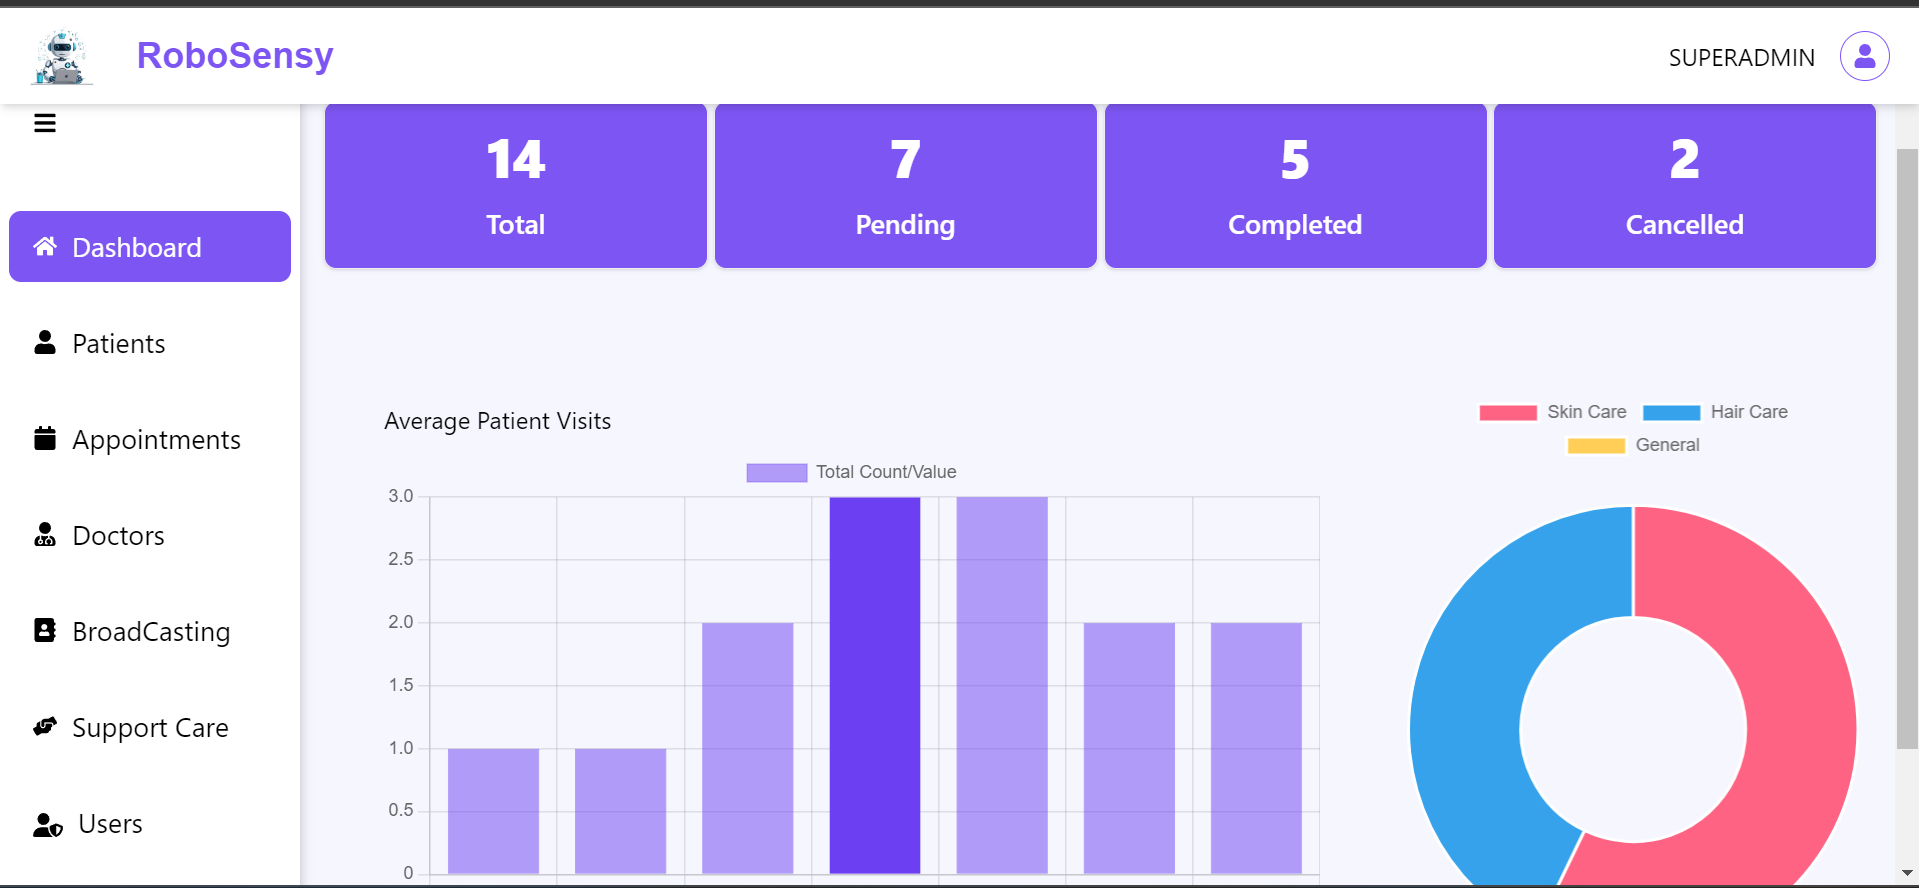 RoboSensy
SUPERADMIN
14
Total
7
Pending
5
Completed
2
Cancelled
Dashboard
Patients
Appointments
Doctors
BroadCasting
Support Care
Users
Average Patient Visits
Total Count/Value
3.0
2.5
2.0
1.5
1.0
0.5
0
Skin Care
Hair Care
General